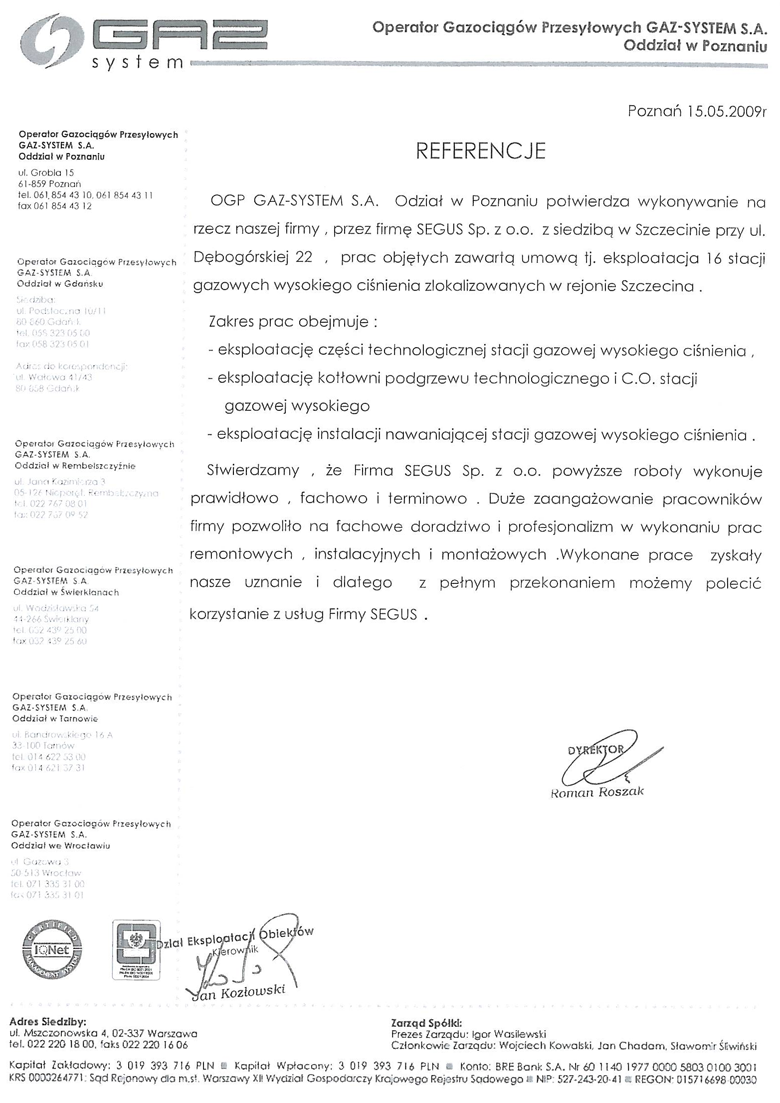 GAZ
system
Operator Gazociągów Przesyłowych GAZ-SYSTEM S.A.
Oddział w Poznaniu
Poznań 15.05.2009r
Operator Gazociągów Przesyłowych
GAZ-SYSTEM S.A.
Oddział w Poznaniu
ul. Grobla 15
61-859 Poznań
tel. 061 854 43 10, 061 854 43 11
fax 061 854 43 12
Operator Gazociągów Przesyłowych
GAZ-SYSTEM S.A.
Oddział w Gdańsku
Siedziba:
ul.
tel. 058 323 05 00
fax 058 323 05 01
Adres do korespondencji:
ul. Wałowa 41/43
80-858 Gdańsk
Operator Gazociągów Przesyłowych
GAZ-SYSTEM S.A.
Oddział w Rembelszczyźnie
ul. Jana Kazimierza 3
05-126 Nieporęt, Rembelszczyzna
tel. 022 767 08 01
fax 022 767 09 52
Operator Gazociągów Przesyłowych
GAZ-SYSTEM S.A.
Oddział w Świerklanach
ul. Wodzisławska 54
44-266 Świerklany
tel. 032 439 25 00
fax 032 439 25 60
Operator Gazociągów Przesyłowych
GAZ-SYSTEM S.A.
Oddział w Tarnowie
ul. Bandrowskiego 16 A
33-100 Tarnów
tel. 014 622 53 00
fax 014 621 37 31
Operator Gazociągów Przesyłowych
GAZ-SYSTEM S.A.
Oddział we Wrocławiu
ul. Gazowa 3
50-513 Wrocław
tel. 071 335 31 00
fax 071 335 31 01
REFERENCJE
OGP GAZ-SYSTEM S.A. Odział w Poznaniu potwierdza wykonywanie na
rzecz naszej firmy , przez firmę SEGUS Sp. z o.o. z siedzibą w Szczecinie przy ul.
Dębogórskiej 22 , prac objętych zawartą umową tj. eksploatacja 16 stacji
gazowych wysokiego ciśnienia zlokalizowanych w rejonie Szczecina .
Zakres prac obejmuje :
- eksploatację części technologicznej stacji gazowej wysokiego ciśnienia ,
- eksploatację kotłowni podgrzewu technologicznego i C.O. stacji
gazowej wysokiego
- eksploatację instalacji nawaniającej stacji gazowej wysokiego ciśnienia .
Stwierdzamy , że Firma SEGUS Sp. z o.o. powyższe roboty wykonuje
prawidłowo , fachowo i terminowo . Duże zaangażowanie pracowników
firmy pozwoliło na fachowe doradztwo i profesjonalizm w wykonaniu prac
remontowych , instalacyjnych i montażowych .Wykonane prace zyskały
nasze uznanie i dlatego z pełnym przekonaniem możemy polecić
korzystanie z usług Firmy SEGUS .
DYREKTOR
Roman Roszak
CERTIFIED
IQNet
MANAGEMENT SYSTEM
Dział Eksploatacji Obiektów
Kierownik
Jan Kozłowski
Adres Siedziby:
ul. Mszczonowska 4, 02-337 Warszawa
tel. 022 220 18 00, faks 022 220 16 06
Zarząd Spółki:
Prezes Zarządu: Igor Wasilewski
Członkowie Zarządu: Wojciech Kowalski, Jan Chadam, Sławomir Śliwiński
Kapitał Zakładowy: 3 019 393 716 PLN ■ Kapitał Wpłacony: 3 019 393 716 PLN ■ Konto: BRE Bank S.A. Nr 60 1140 1977 0000 5803 0100 3001
KRS 0000264771: Sąd Rejonowy dla m.st. Warszawy XII Wydział Gospodarczy Krajowego Rejestru Sadowego ■ NIP: 527-243-20-41 ■ REGON: 015716698-00030